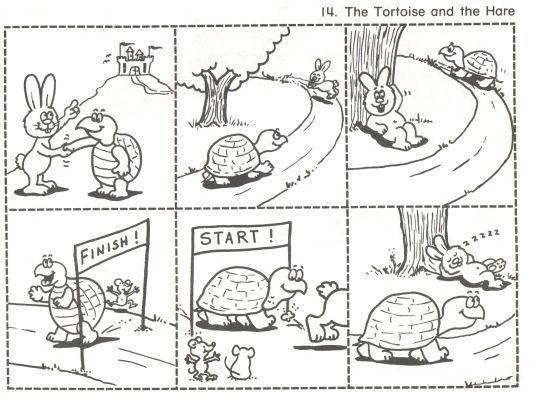 14. The Tortoise and the Hare
FINISH!
START!
zzzzz